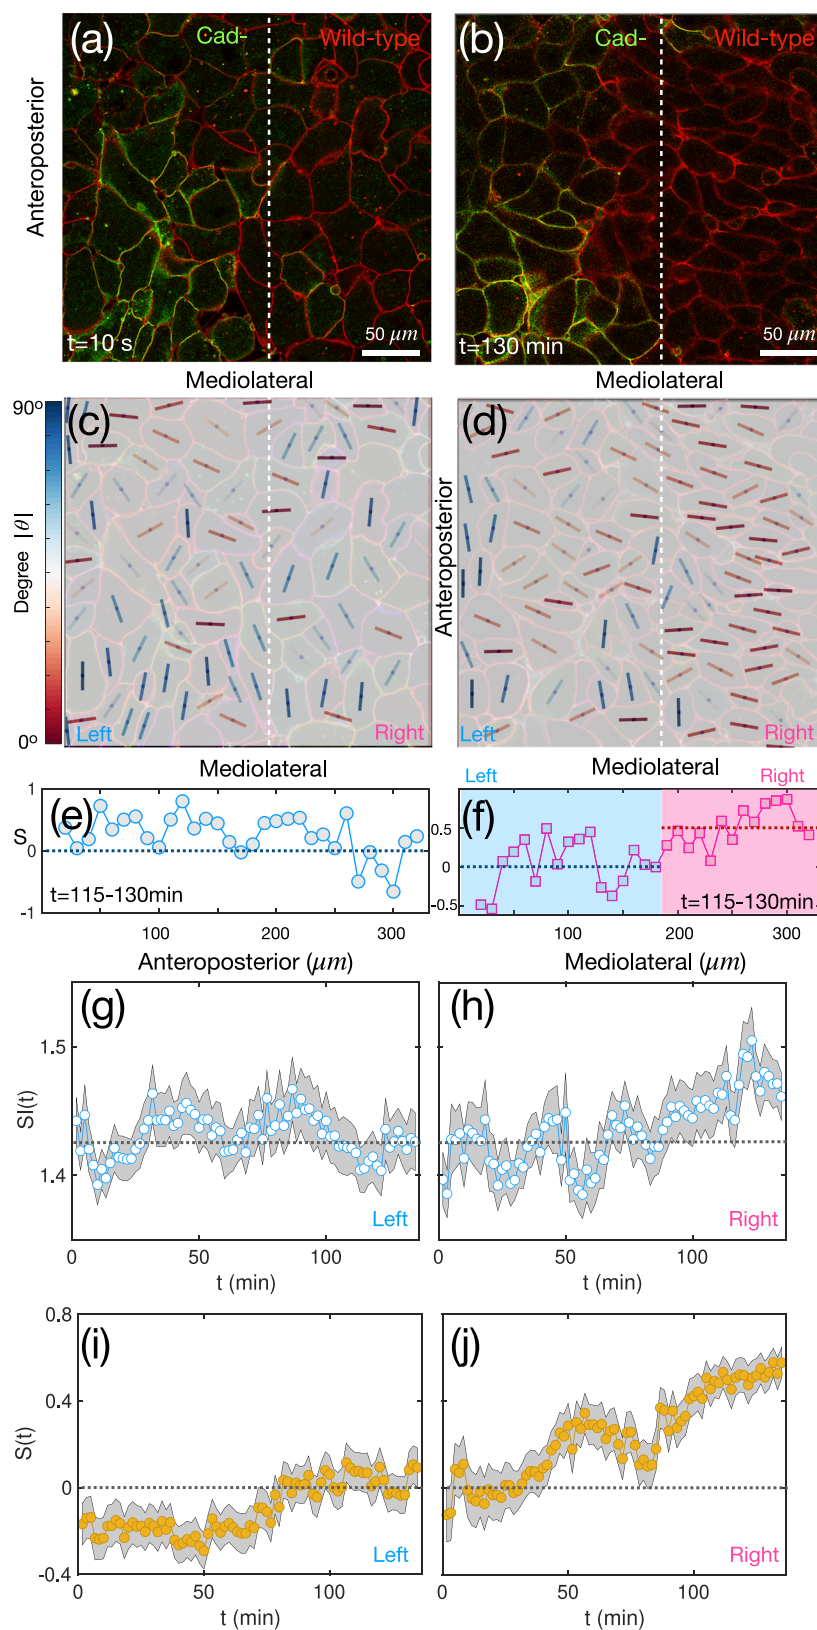 (a)
Cad-
Wild-type
(b)
Cad-
Wild-type
Anteroposterior
t=10 s
50 μm
t=130 min
50 μm
Mediolateral
Mediolateral
90º
Degree |θ|
0º
(c)
Left
Right
(d)
Anteroposterior
Left
Right
Mediolateral
Mediolateral
Left
Right
1
S
0
-1
(e)
t=115-130min
100
200
300
Anteroposterior (μm)
0.5
0
-0.5
(f)
t=115-130min
100
200
300
Mediolateral (μm)
(g)
1.5
SI(t)
1.4
Left
0
50
100
t (min)
(h)
Right
0
50
100
t (min)
0.8
(i)
0.4
S(t)
0
-0.4
Left
0
50
100
t (min)
(j)
Right
0
50
100
t (min)